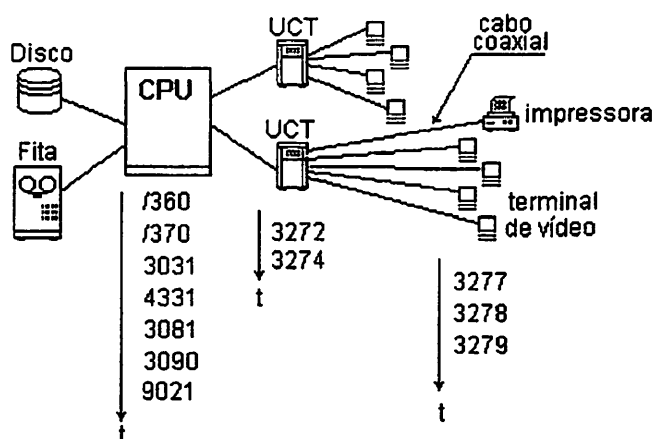 Disco
Fita
CPU
UCT
UCT
cabo
coaxial
impressora
terminal
de vídeo
/360
/370
3031
4331
3081
3090
9021
t
3272
3274
t
3277
3278
3279
t